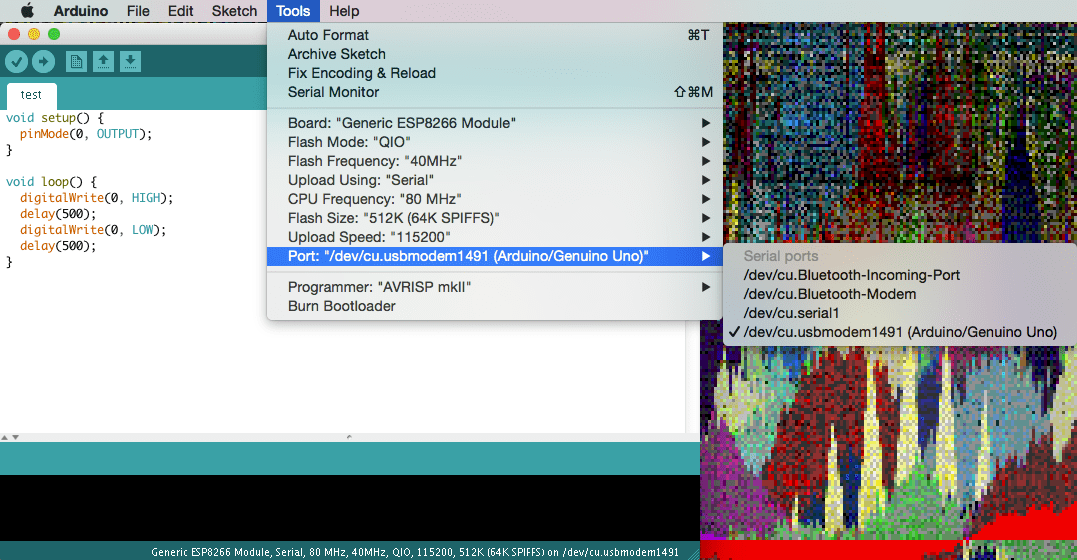 Arduino File Edit Sketch Tools Help
Auto Format ⌘T
Archive Sketch
Fix Encoding & Reload
Serial Monitor ⇧⌘M
Board: "Generic ESP8266 Module"
Flash Mode: "QIO"
Flash Frequency: "40MHz"
Upload Using: "Serial"
CPU Frequency: "80 MHz"
Flash Size: "512K (64K SPIFFS)"
Upload Speed: "115200"
Port: "/dev/cu.usbmodem1491 (Arduino/Genuino Uno)"
Programmer: "AVRISP mkII"
Burn Bootloader
Serial ports
/dev/cu.Bluetooth-Incoming-Port
/dev/cu.Bluetooth-Modem
/dev/cu.serial1
/dev/cu.usbmodem1491 (Arduino/Genuino Uno)
test
void setup() {
  pinMode(0, OUTPUT);
}
void loop() {
  digitalWrite(0, HIGH);
  delay(500);
  digitalWrite(0, LOW);
  delay(500);
}
Generic ESP8266 Module, Serial, 80 MHz, 40MHz, QIO, 115200, 512K (64K SPIFFS) on /dev/cu.usbmodem1491